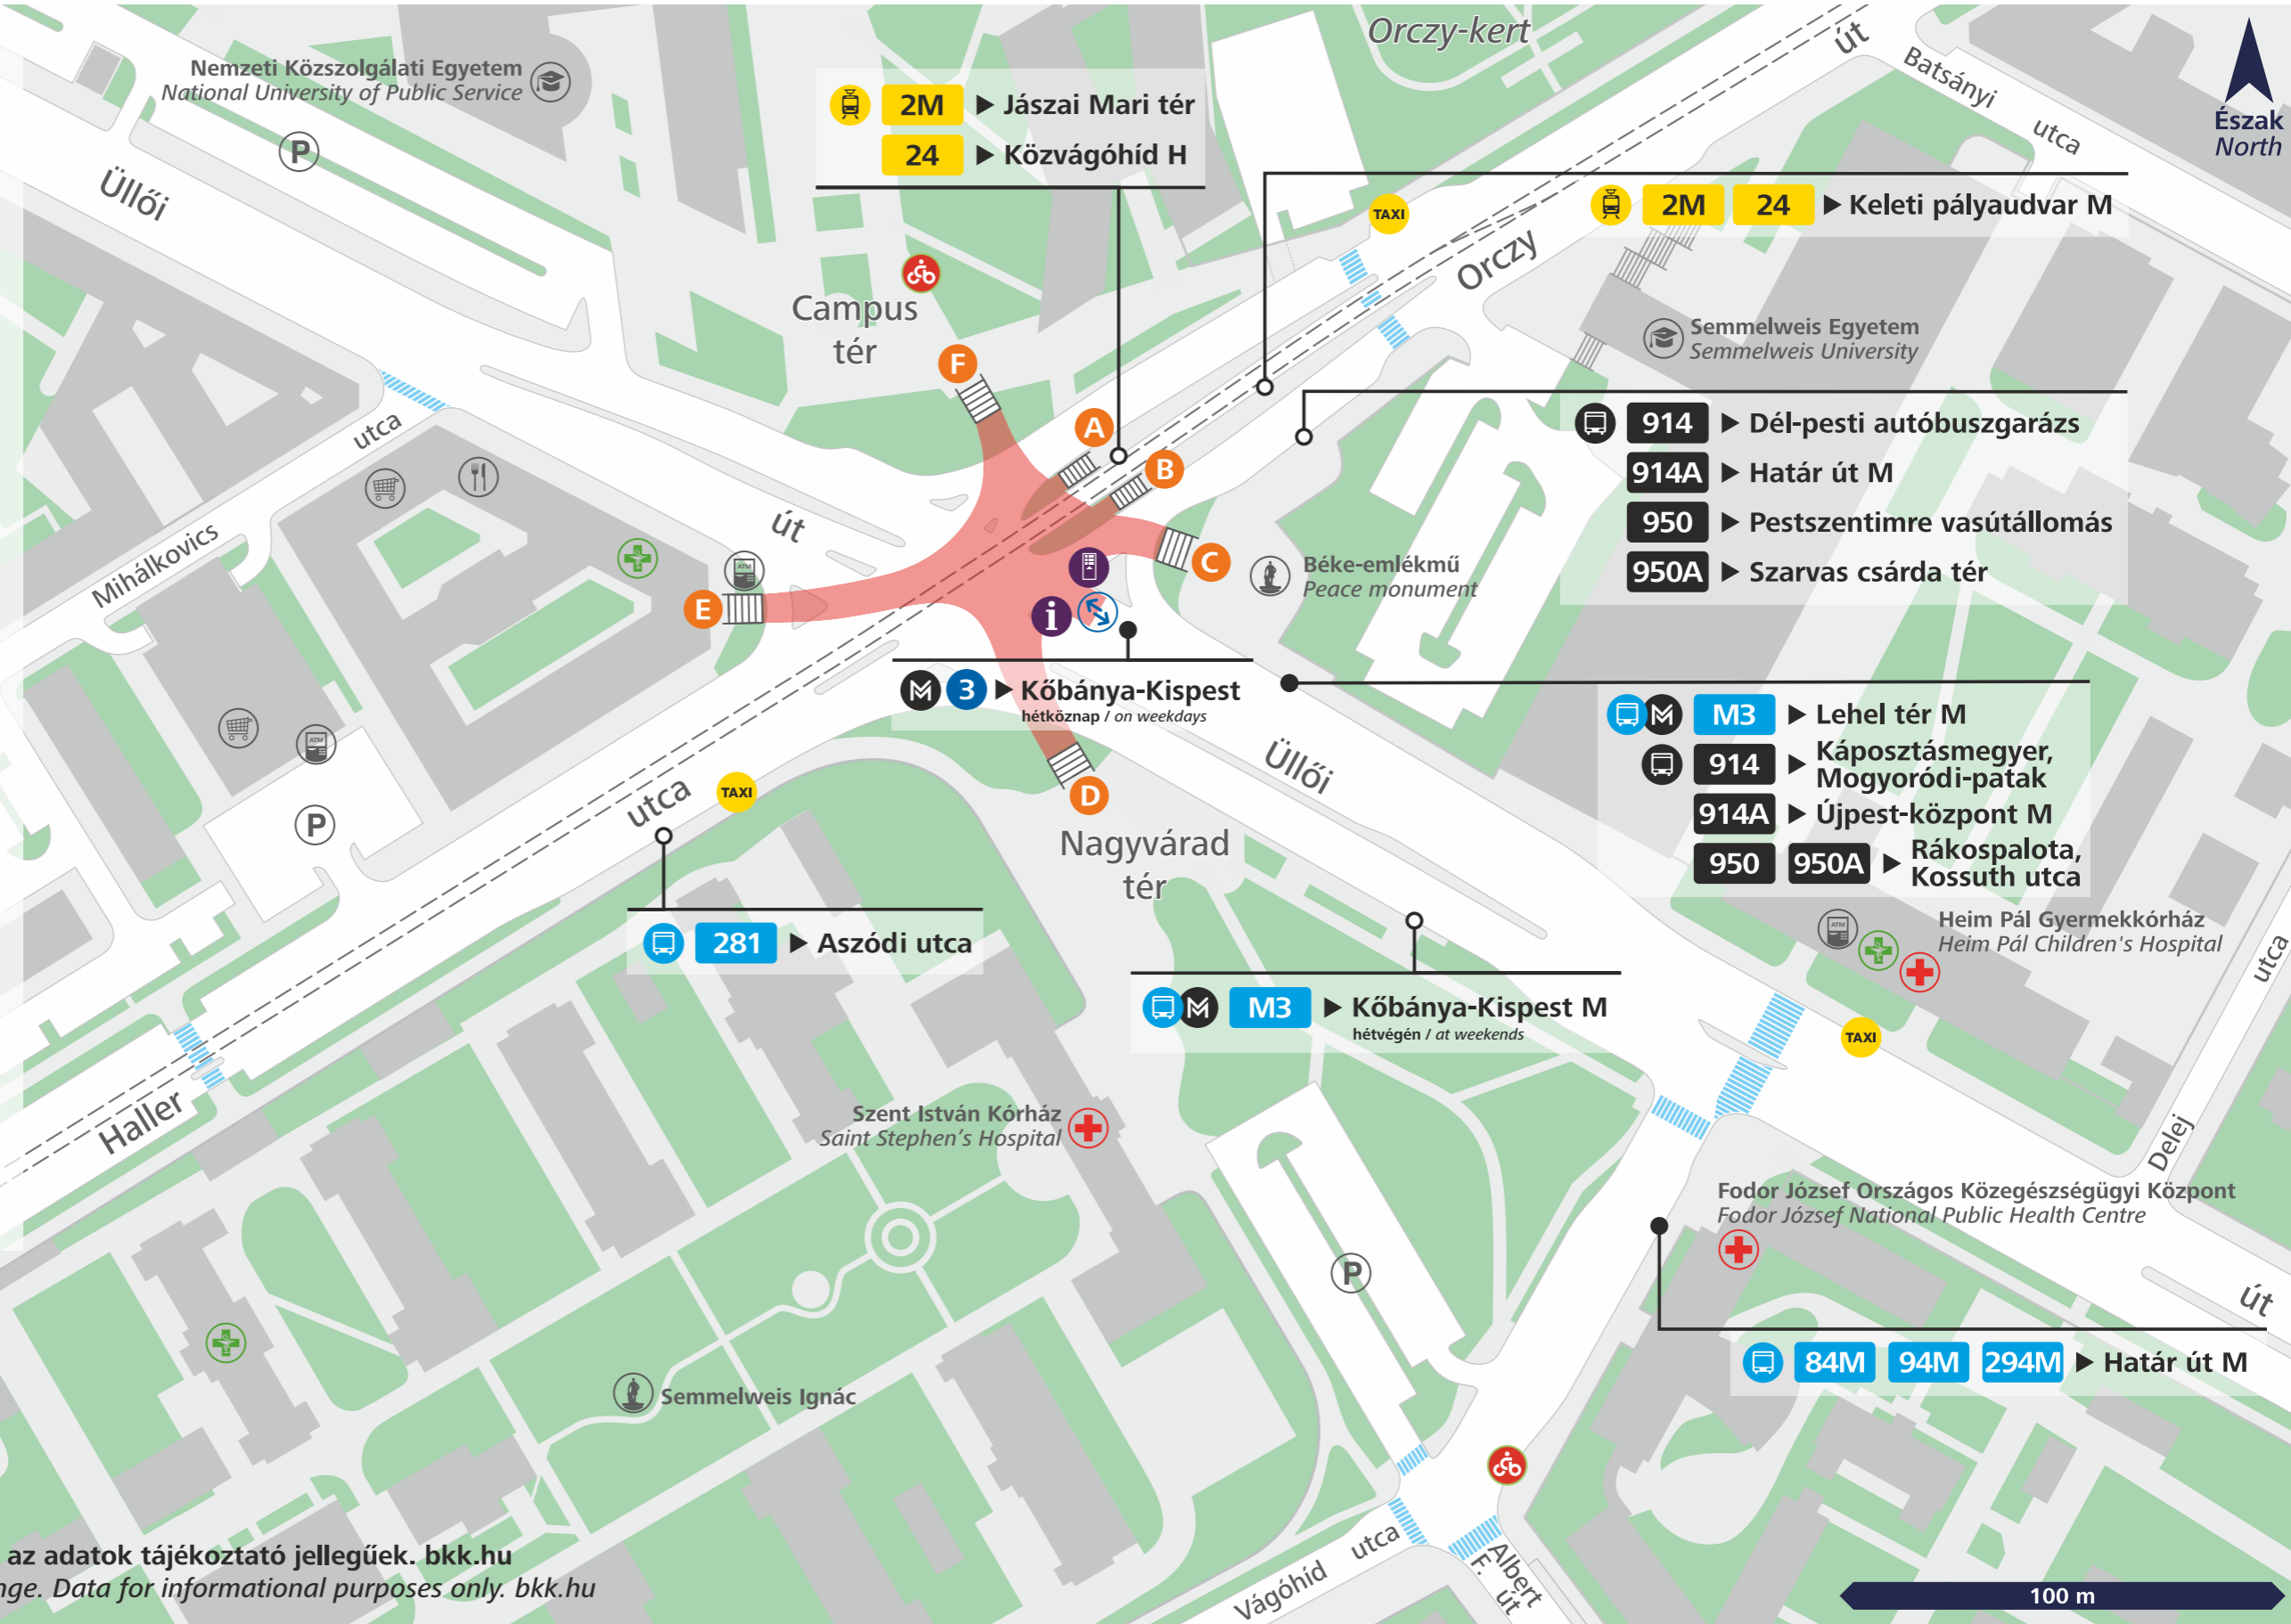 Orczy-kert
út
Batsányi
utca
Észak
North
Nemzeti Közszolgálati Egyetem
National University of Public Service
P
Üllői
2M Jászai Mari tér
24 Közvágóhíd H
TAXI
2M 24 Keleti pályaudvar M
Orczy
Campus
tér
Semmelweis Egyetem
Semmelweis University
F
A
B
C
E
D
utca
Mihálkovics
út
ATM
914 Dél-pesti autóbuszgarázs
914A Határ út M
950 Pestszentimre vasútállomás
950A Szarvas csárda tér
Béke-emlékmű
Peace monument
i
M 3 Kőbánya-Kispest
hétköznap / on weekdays
M M3 Lehel tér M
914 Káposztásmegyer,
Mogyoródi-patak
914A Újpest-központ M
950 950A Rákospalota,
Kossuth utca
ATM
P
utca
TAXI
Üllői
Nagyvárad
tér
281 Aszódi utca
M M3 Kőbánya-Kispest M
hétvégén / at weekends
ATM
Heim Pál Gyermekkórház
Heim Pál Children's Hospital
utca
TAXI
Haller
Szent István Kórház
Saint Stephen's Hospital
Delej
Fodor József Országos Közegészségügyi Központ
Fodor József National Public Health Centre
P
út
84M 94M 294M Határ út M
Semmelweis Ignác
az adatok tájékoztató jellegűek. bkk.hu
nge. Data for informational purposes only. bkk.hu
Vágóhíd utca
Albert
F. út
100 m